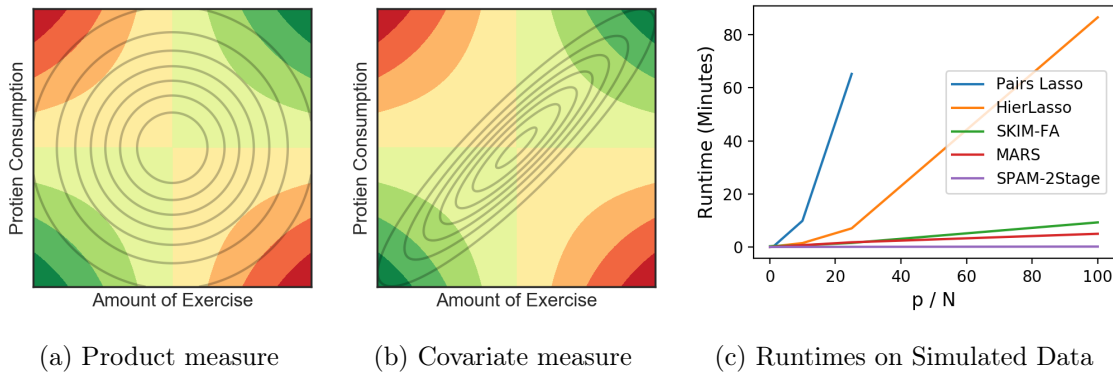 Protien Consumption
Amount of Exercise
(a) Product measure
Protien Consumption
Amount of Exercise
(b) Covariate measure
Runtime (Minutes)
80
60
40
20
0
Pairs Lasso
HierLasso
SKIM-FA
MARS
SPAM-2Stage
0 20 40 60 80 100
p / N
(c) Runtimes on Simulated Data